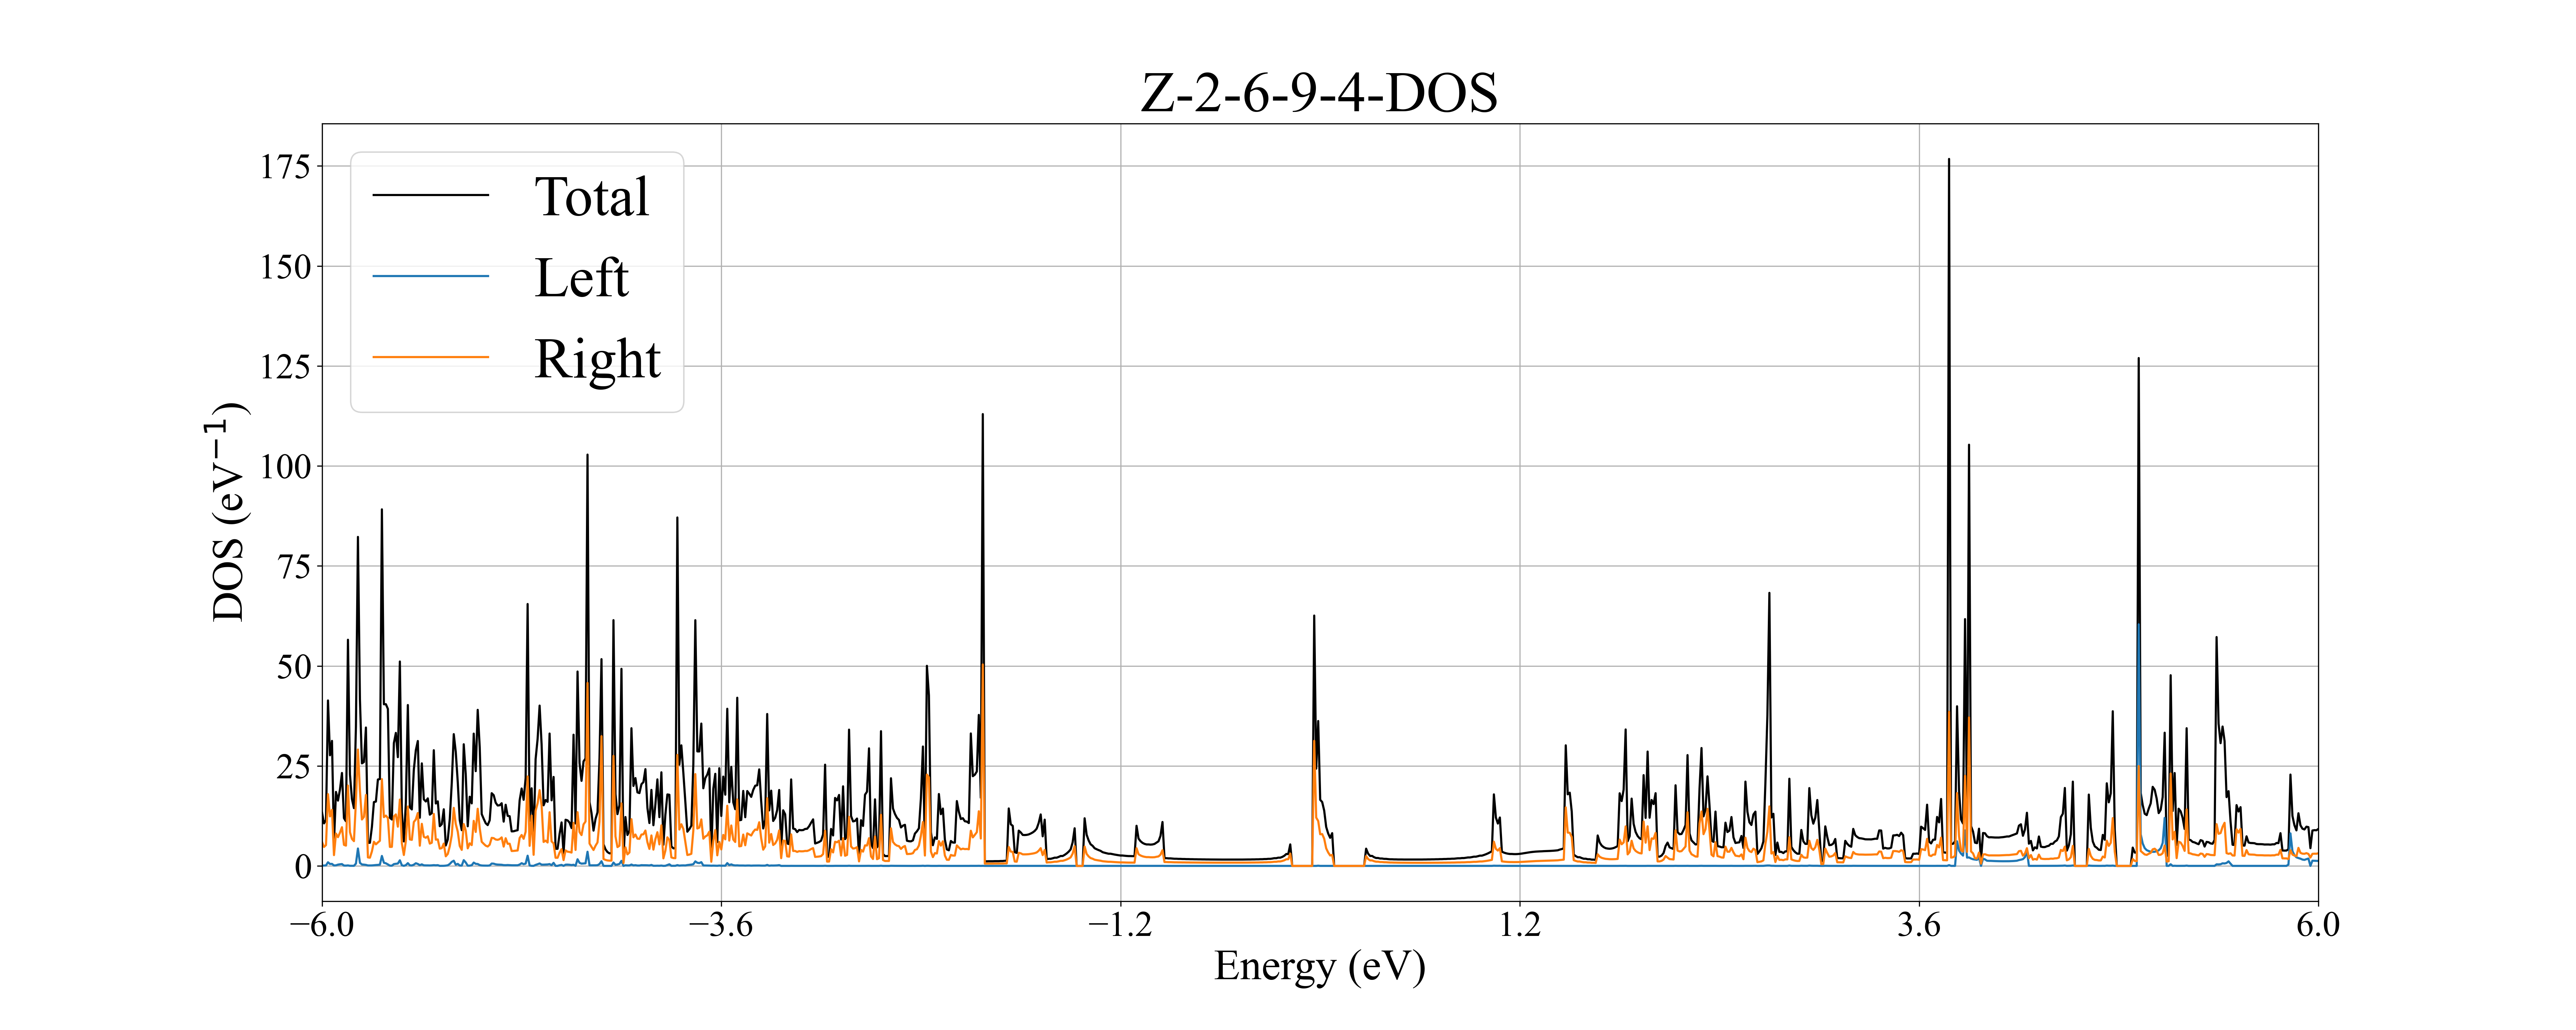 Z-2-6-9-4-DOS
Total
Left
Right
175
150
125
100
75
50
25
0
DOS (eV⁻¹)
−6.0
−3.6
−1.2
1.2
3.6
6.0
Energy (eV)